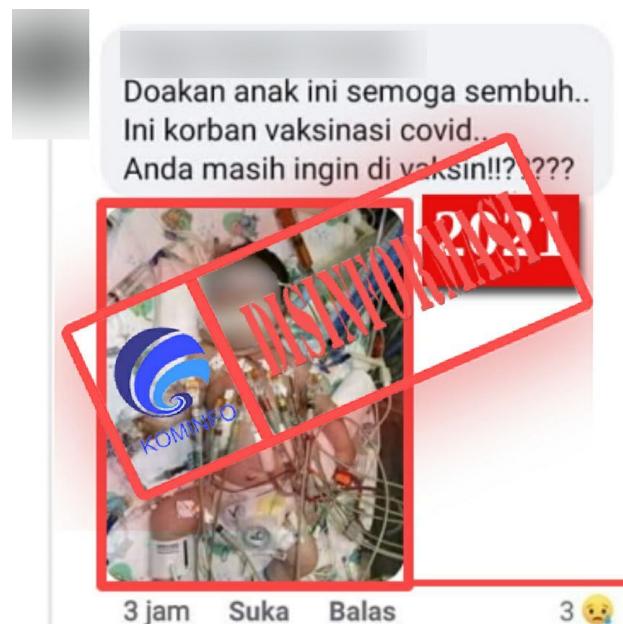 Doakan anak ini semoga sembuh..
Ini korban vaksinasi covid..
Anda masih ingin di vaksin!!?????
2021
DISINFORMASI
KOMINFO
3 jam Suka Balas 3